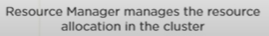 Resource Manager manages the resource
allocation in the cluster